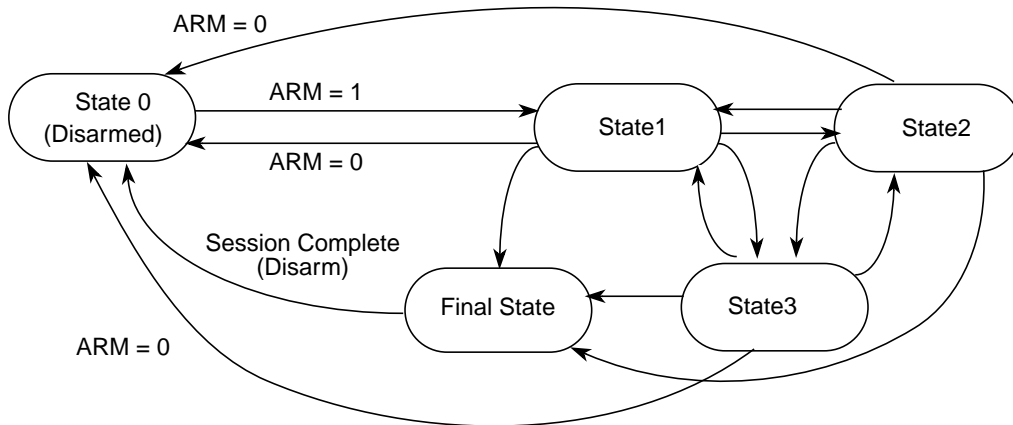 ARM = 0
State 0
(Disarmed)
ARM = 1
State1
State2
ARM = 0
Session Complete
(Disarm)
Final State
State3
ARM = 0